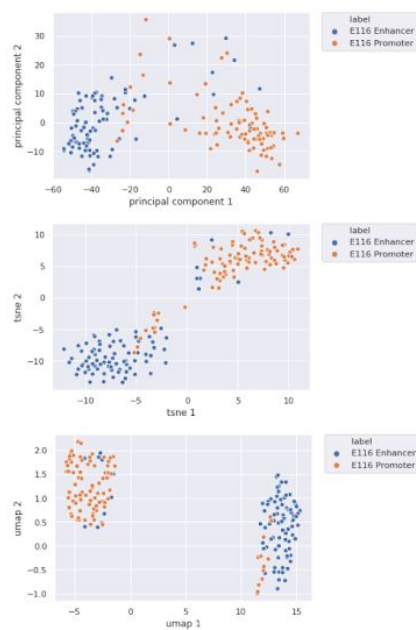 label
E116 Enhancer
E116 Promoter
30
20
10
0
−10
principal component 2
−60 −40 −20 0 20 40 60
principal component 1
label
E116 Enhancer
E116 Promoter
10
5
0
−5
−10
tsne 2
−10 −5 0 5 10
tsne 1
label
E116 Enhancer
E116 Promoter
2.0
1.5
1.0
0.5
0.0
−0.5
−1.0
umap 2
−5 0 5 10 15
umap 1